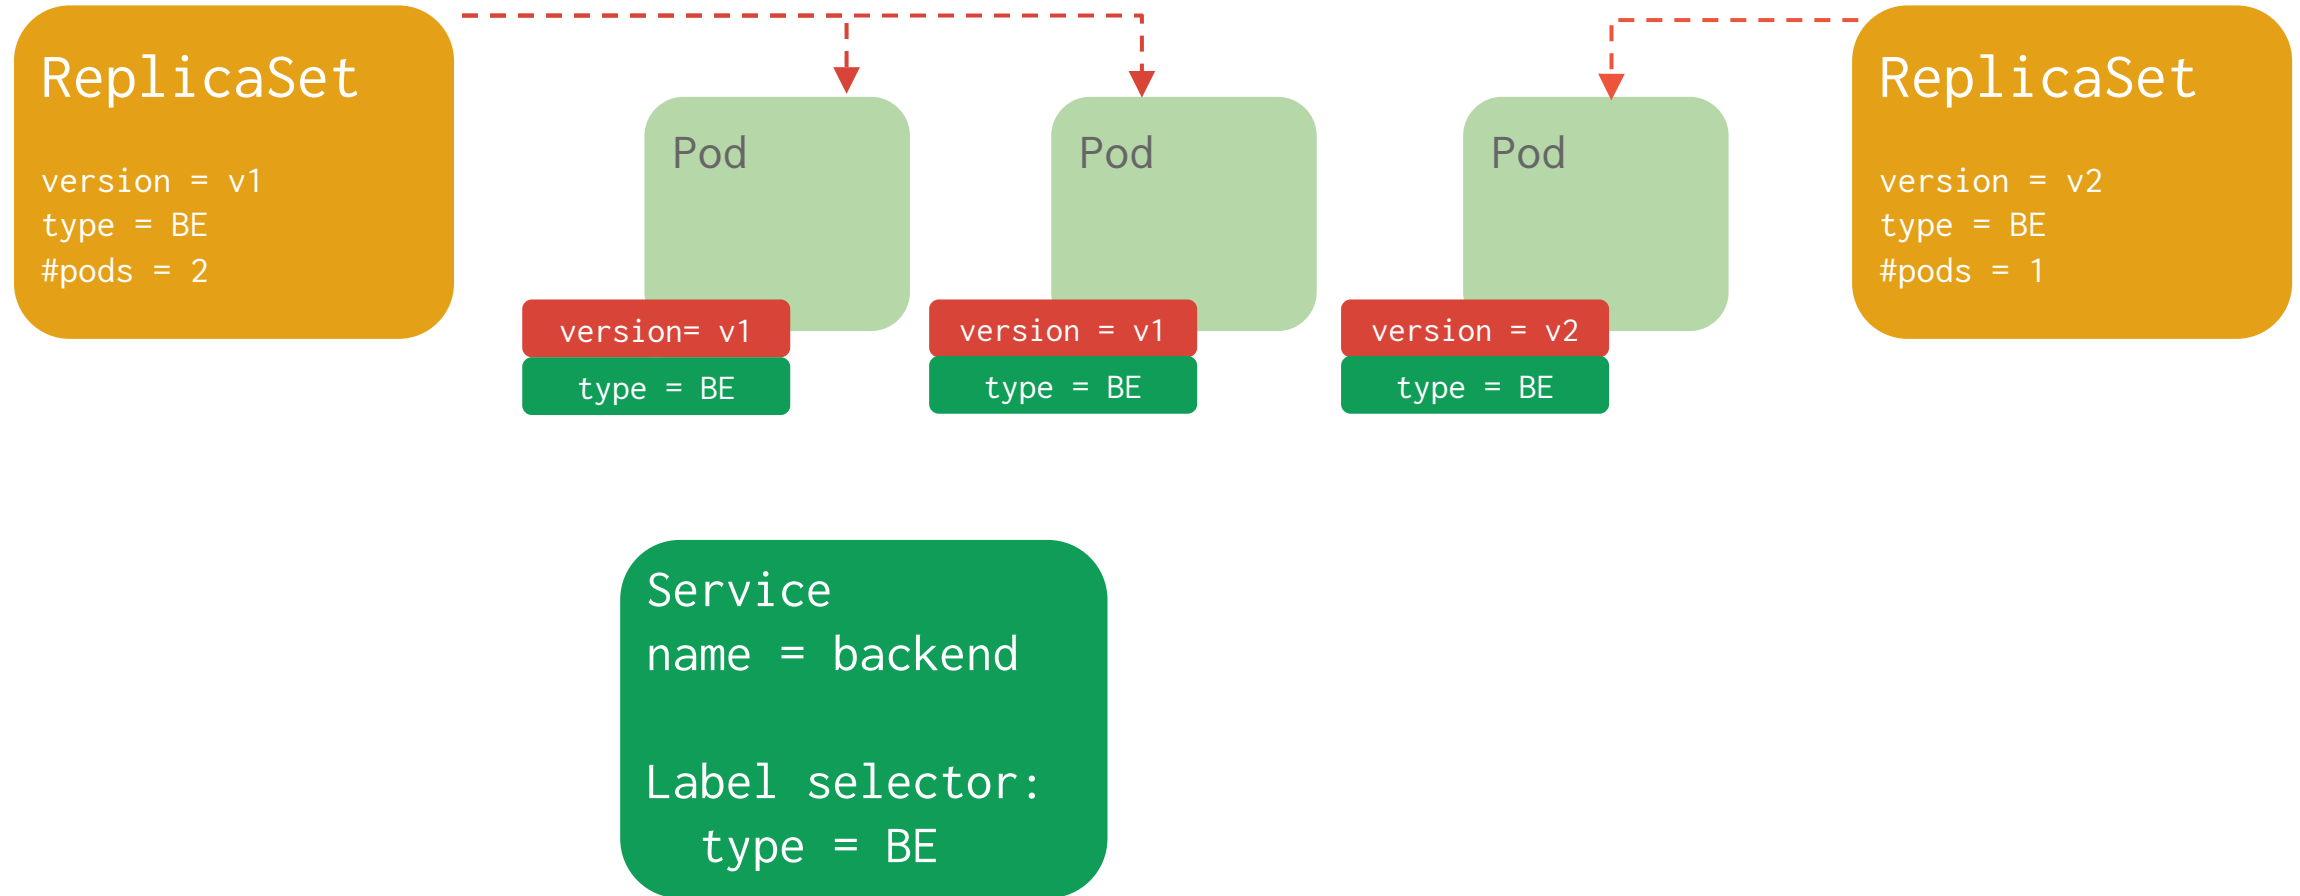 ReplicaSet
version = v1
type = BE
#pods = 2
Pod
version= v1
type = BE
Pod
version = v1
type = BE
Pod
version = v2
type = BE
ReplicaSet
version = v2
type = BE
#pods = 1
Service
name = backend
Label selector:
type = BE